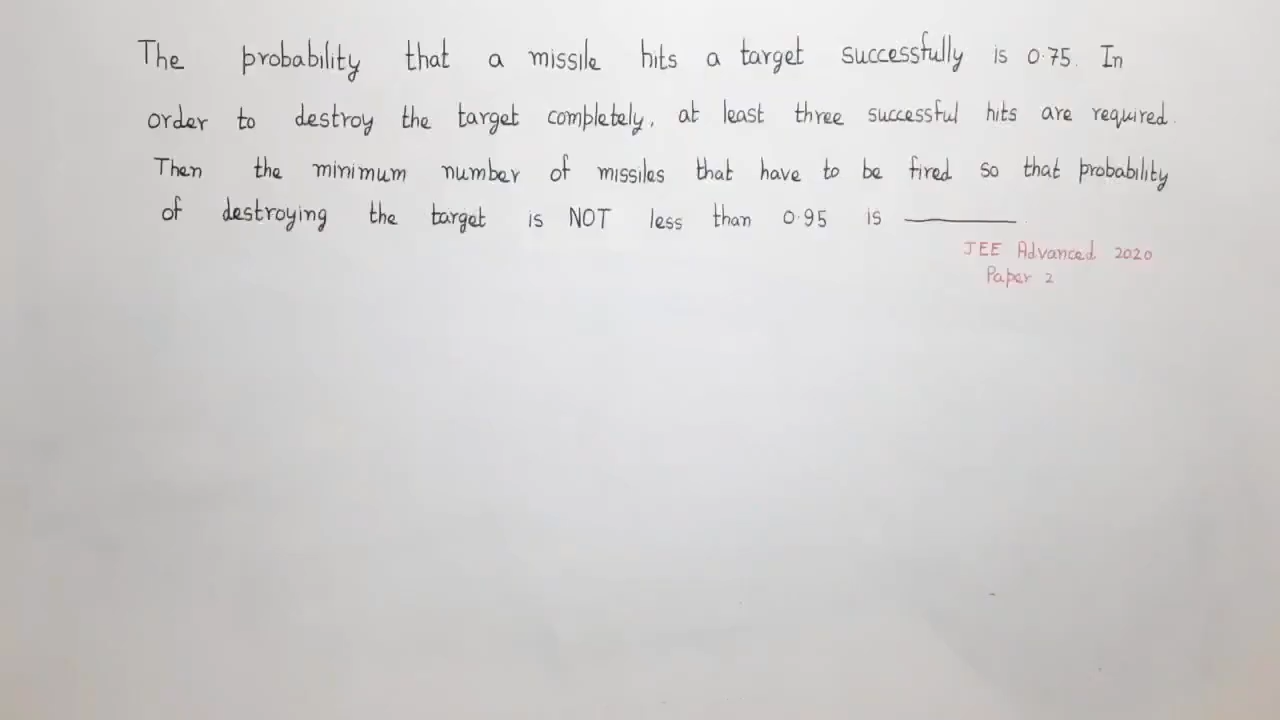 The probability that a missile hits a target successfully is 0.75. In
order to destroy the target completely, at least three successful hits are required.
Then the minimum number of missiles that have to be fired so that probability
of destroying the target is NOT less than 0.95 is ________
JEE Advanced 2020
Paper 2